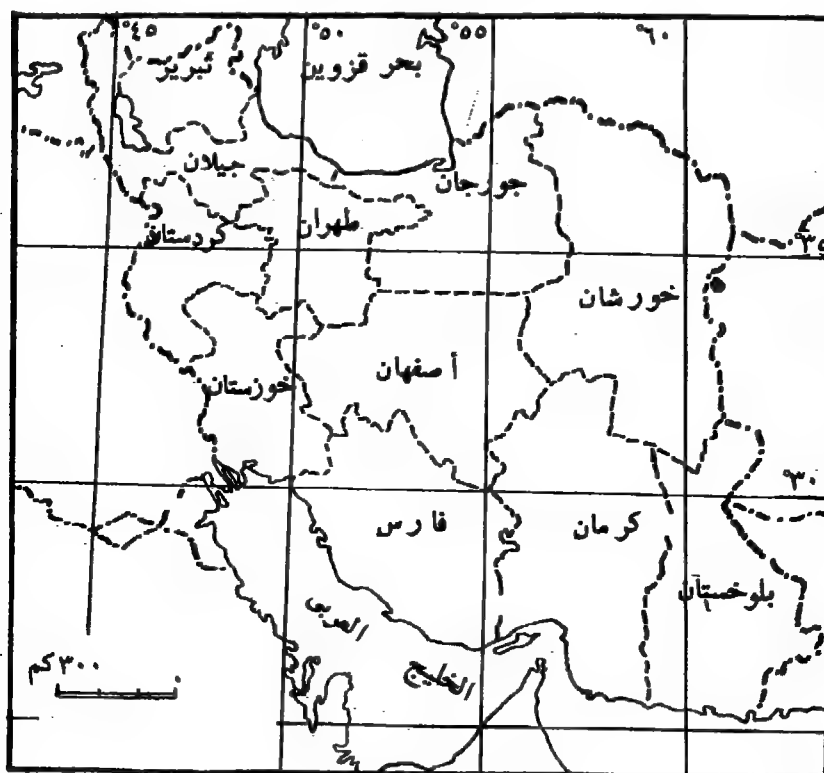 °٤٥
°٥٠
°٥٥
°٦٠
تبريز
بحر قزوين
جيلان
جورجان
كردستان
طهران
°٣٥
خورشان
أصفهان
خوزستان
°٣٠
فارس
كرمان
بلوخستان
العربي
الخليج
٣٠٠ كم